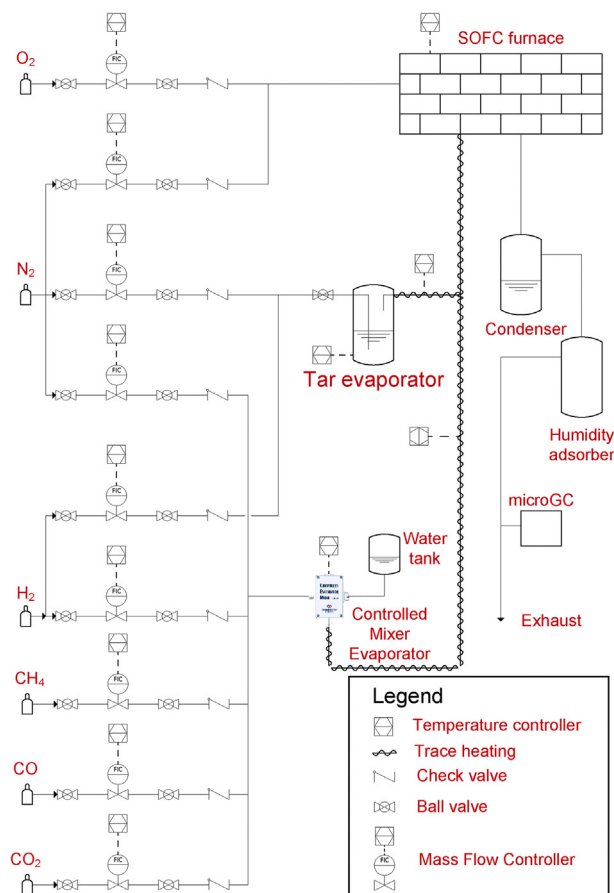 SOFC furnace
O2
FIC
FIC
N2
FIC
FIC
Condenser
Tar evaporator
Humidity
adsorber
FIC
microGC
Water
tank
H2
FIC
Controlled
Mixer
Evaporator
Exhaust
CH4
FIC
CO
FIC
CO2
FIC
Legend
Temperature controller
Trace heating
Check valve
Ball valve
FIC
Mass Flow Controller